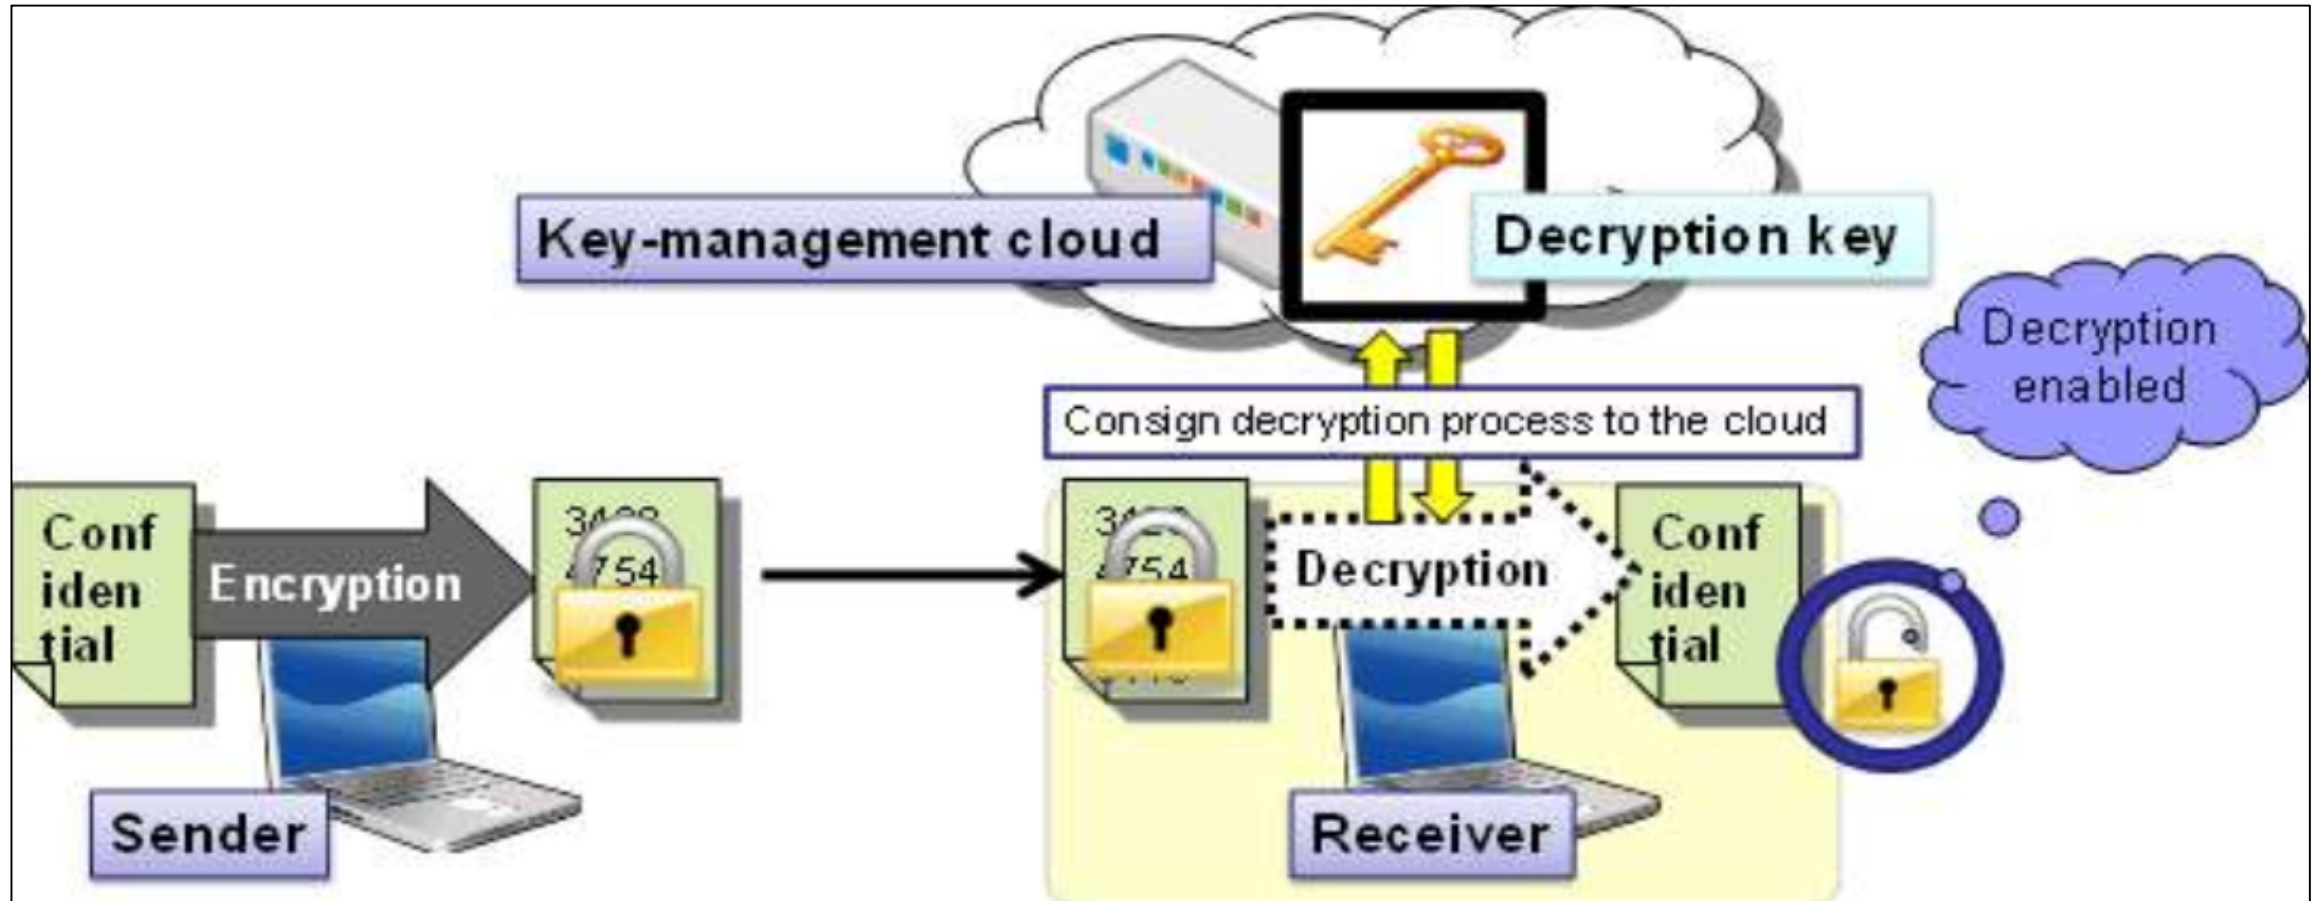 Key-management cloud
Decryption key
Decryption
enabled
Consign decryption process to the cloud
Conf
iden
tial
Encryption
4754
Decryption
Conf
iden
tial
Sender
Receiver